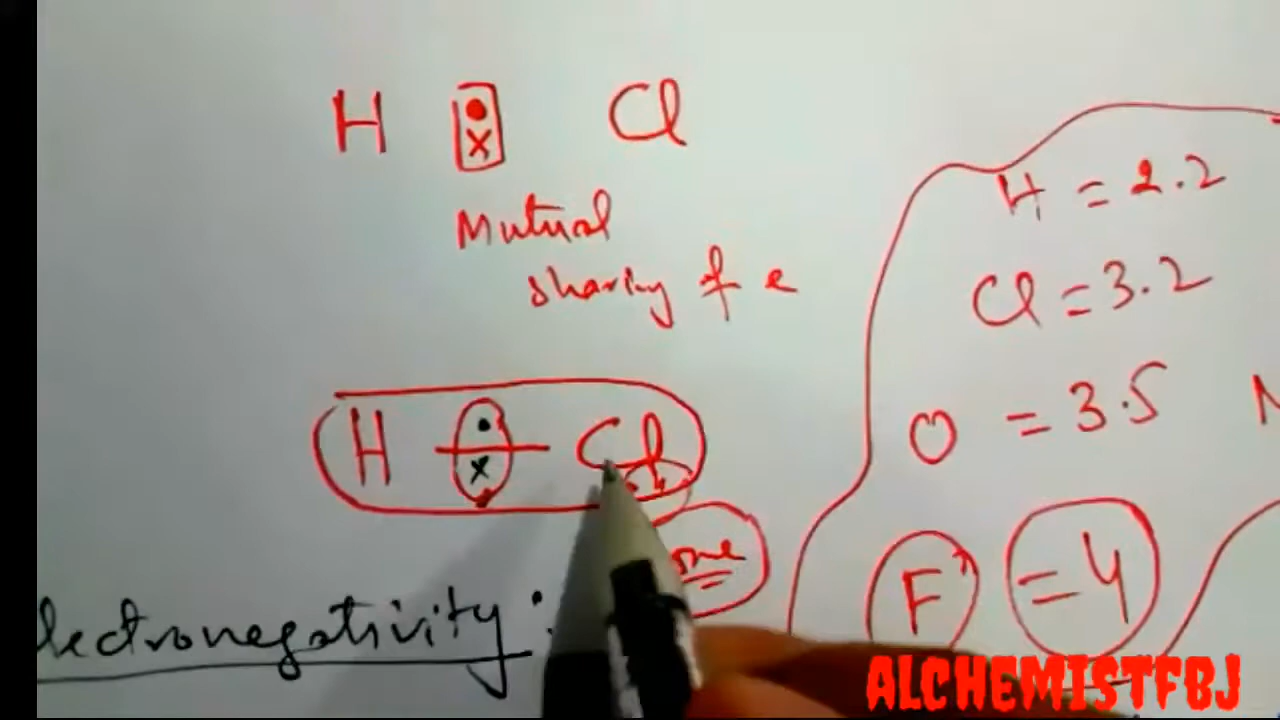 H • x Cl
Mutual
sharing of e
H • x Cl
lectronegativity :
H = 2.2
Cl = 3.2
O = 3.5
F = 4
ALCHEMISTFBJ